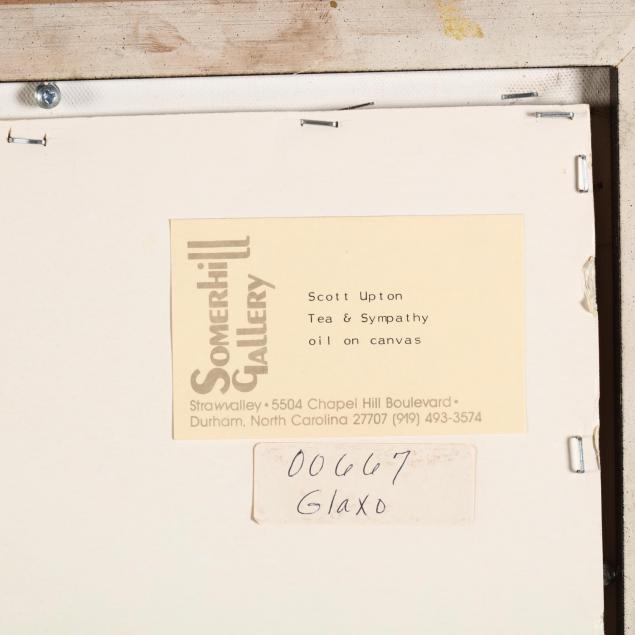 Somerhill
Gallery
Scott Upton
Tea & Sympathy
oil on canvas
Strawvalley • 5504 Chapel Hill Boulevard •
Durham, North Carolina 27707 (919) 493-3574
00667
Glaxo